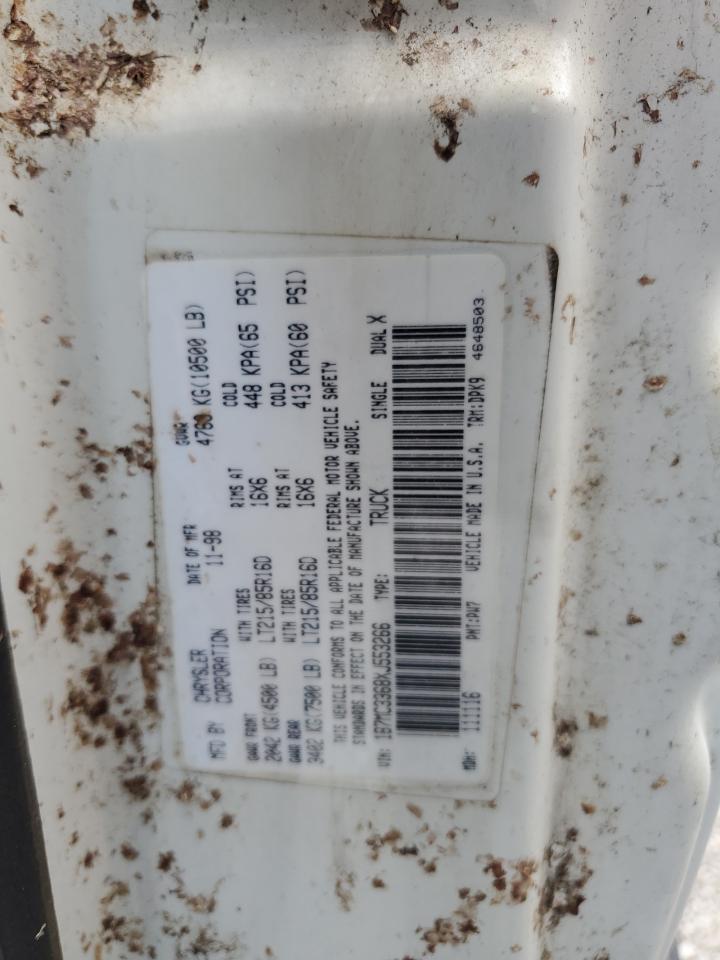 MFD BY CHRYSLER CORPORATION DATE OF MFR 11-98 GVWR KG(10500 LB)
GAWR FRONT WITH TIRES RIMS AT COLD
2042 KG(4500 LB) LT215/85R16D 16X6 448 KPA(65 PSI)
GAWR REAR WITH TIRES RIMS AT COLD
3402 KG(7500 LB) LT215/85R16D 16X6 413 KPA(60 PSI)
THIS VEHICLE CONFORMS TO ALL APPLICABLE FEDERAL MOTOR VEHICLE SAFETY
STANDARDS IN EFFECT ON THE DATE OF MANUFACTURE SHOWN ABOVE.
VIN: 1B7MC3368XJ553266 TYPE: TRUCK SINGLE DUAL X
MDH: 111116 PNT:PW7 VEHICLE MADE IN U.S.A. TRM:DPK9 4648503